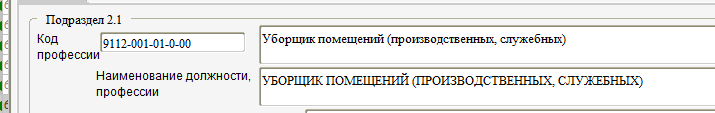 Подраздел 2.1
Код профессии
9112-001-01-0-00
Уборщик помещений (производственных, служебных)
Наименование должности,
профессии
УБОРЩИК ПОМЕЩЕНИЙ (ПРОИЗВОДСТВЕННЫХ, СЛУЖЕБНЫХ)